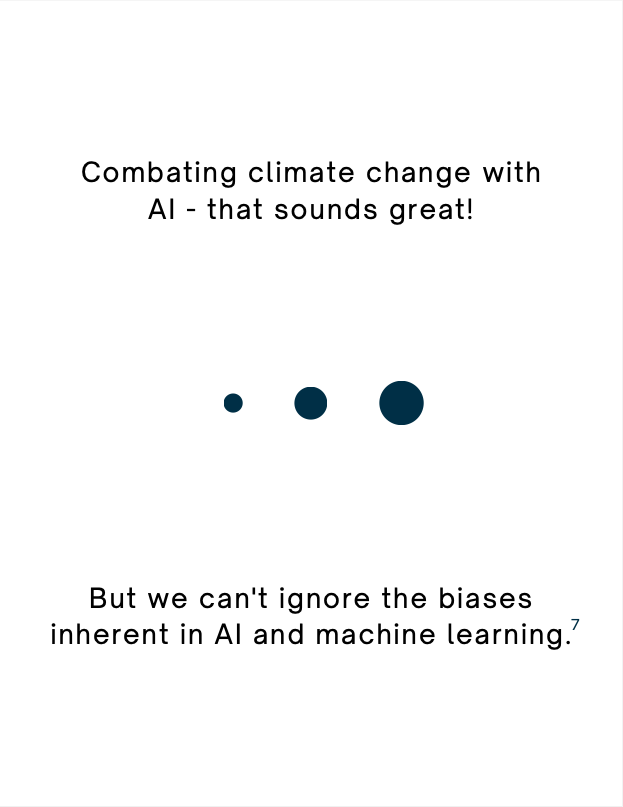 Combating climate change with
AI - that sounds great!
But we can't ignore the biases
inherent in AI and machine learning.7